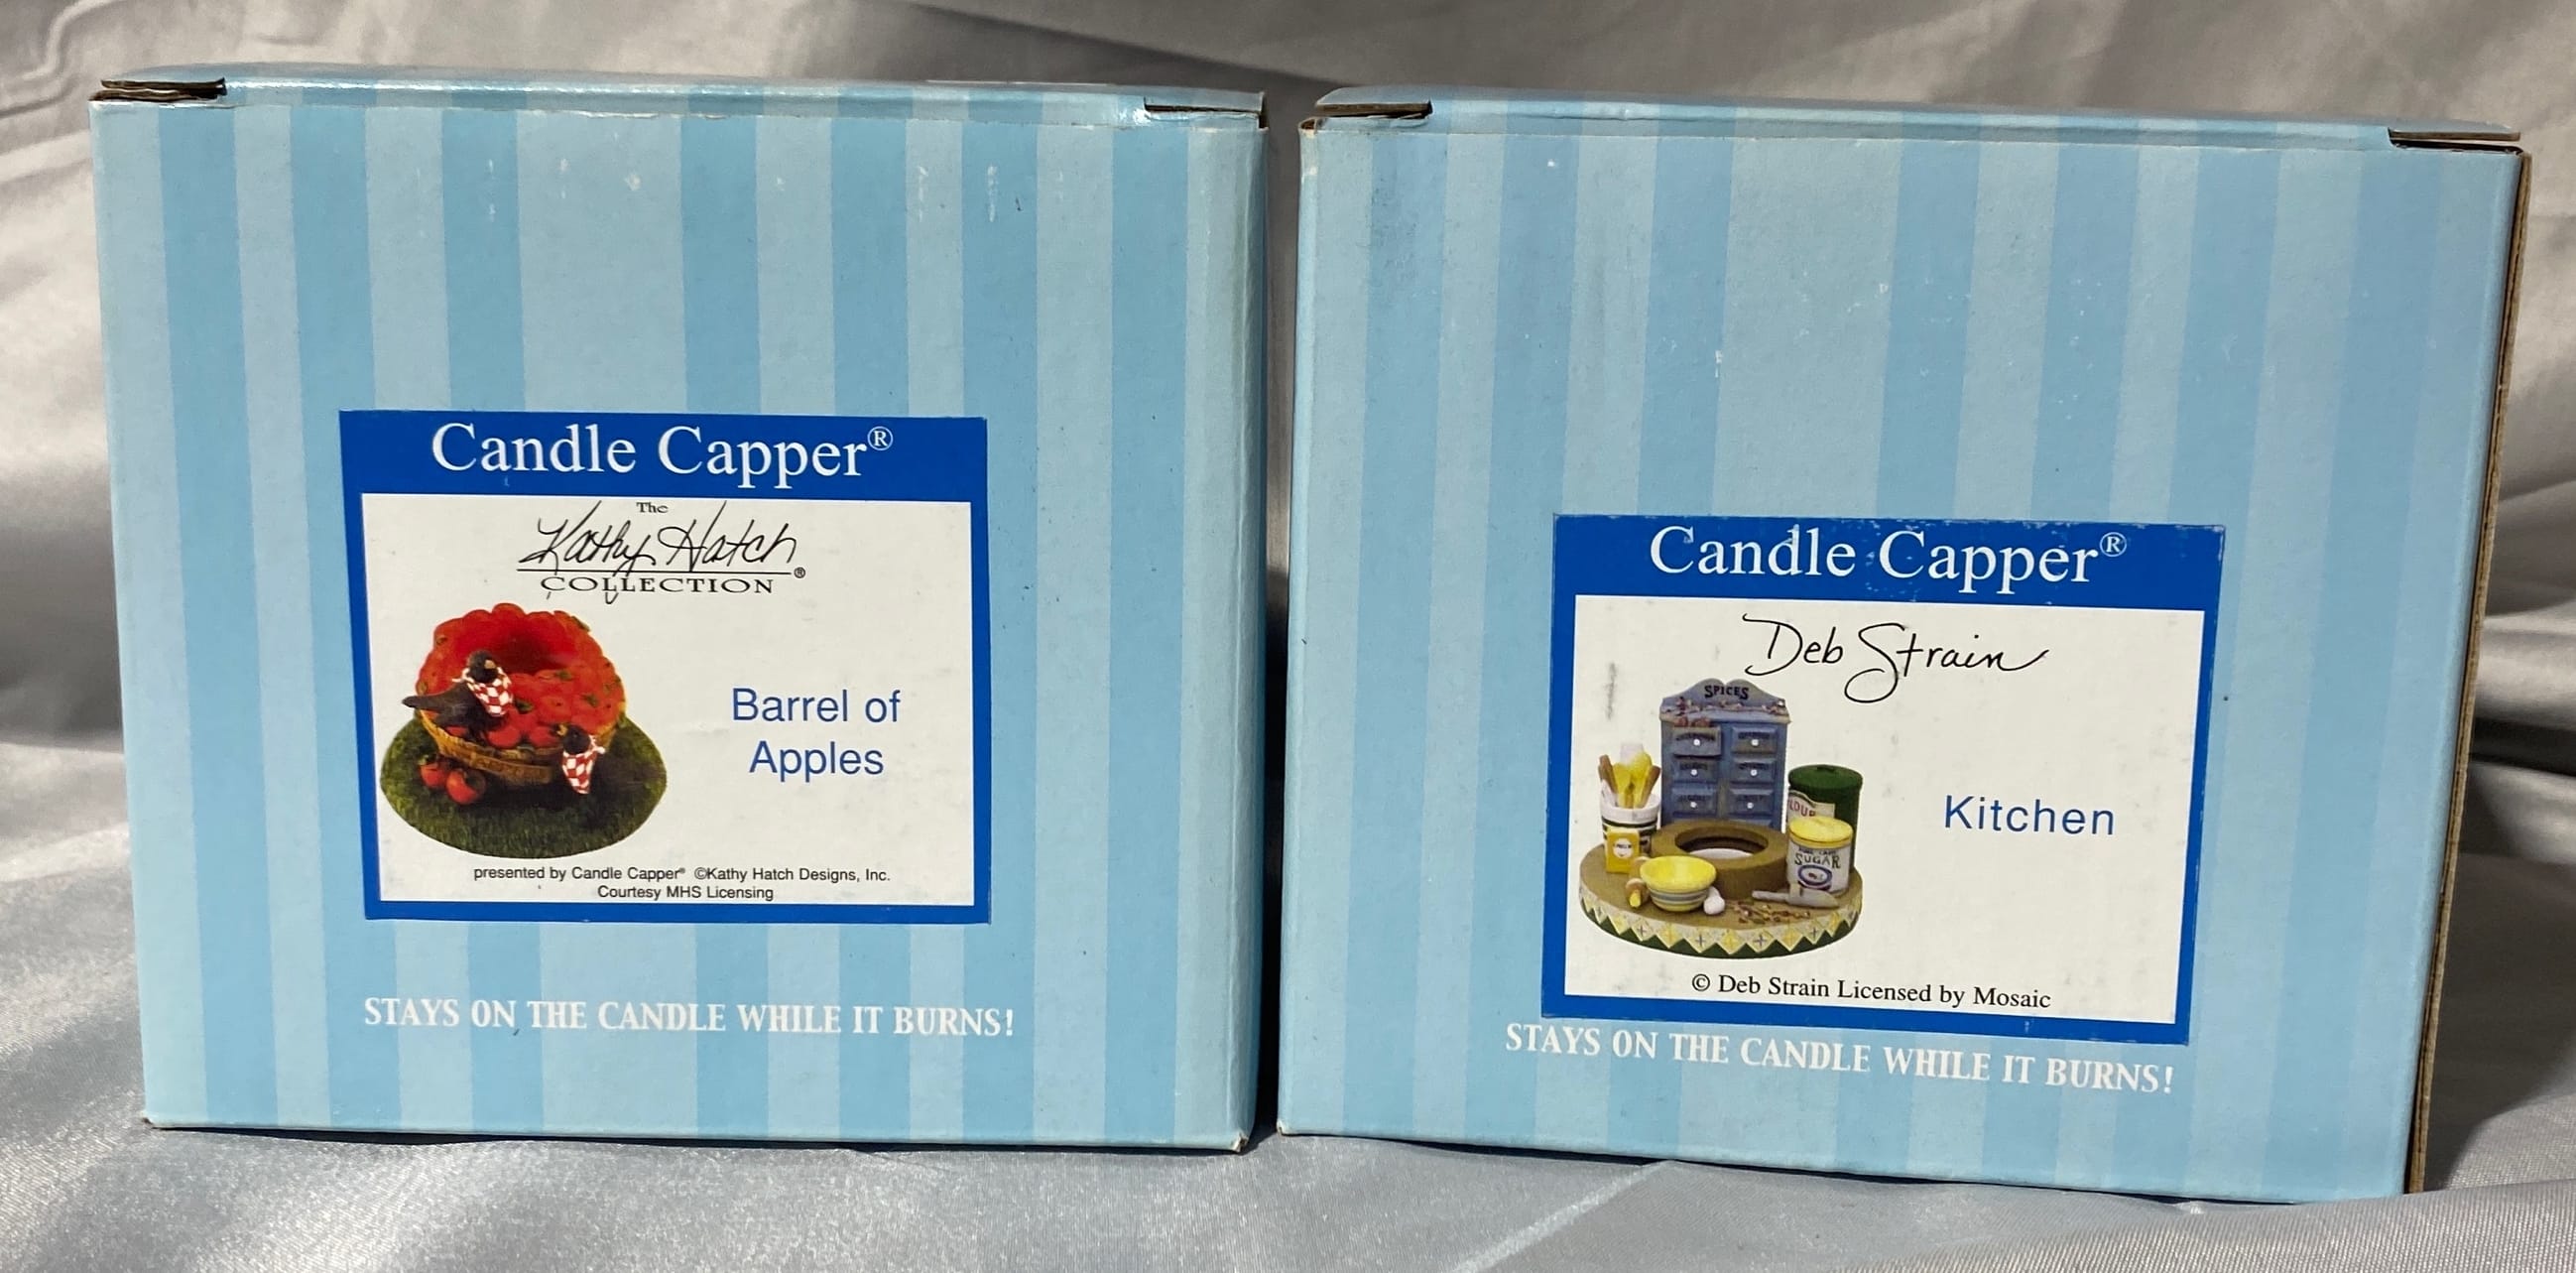 Candle Capper®
The
Kathy Hatch
COLLECTION®
Barrel of
Apples
presented by Candle Capper® ©Kathy Hatch Designs, Inc.
Courtesy MHS Licensing
STAYS ON THE CANDLE WHILE IT BURNS!
Candle Capper®
Deb Strain
SPICES
LOUR
SUGAR
Kitchen
© Deb Strain Licensed by Mosaic
STAYS ON THE CANDLE WHILE IT BURNS!